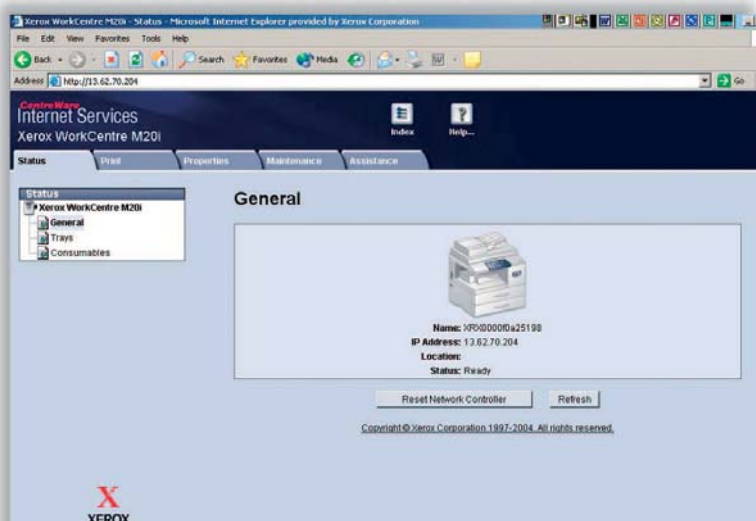 Xerox WorkCentre M20i - Status - Microsoft Internet Explorer provided by Xerox Corporation
File Edit View Favorites Tools Help
Back Search Favorites Media
Address http://13.62.70.204 Go
CentreWare
Internet Services
Xerox WorkCentre M20i
Index Help...
Status Print Properties Maintenance Assistance
Status
Xerox WorkCentre M20i
General
Trays
Consumables
General
Name: XRX0000f0a25198
IP Address: 13.62.70.204
Location:
Status: Ready
Reset Network Controller Refresh
Copyright © Xerox Corporation 1997-2004. All rights reserved.
X
XEROX